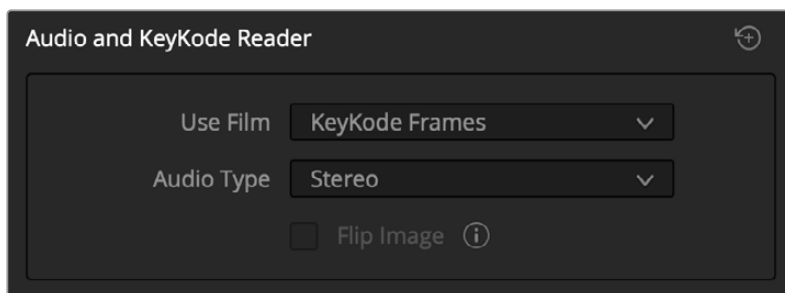 Audio and KeyKode Reader
Use Film KeyKode Frames
Audio Type Stereo
Flip Image